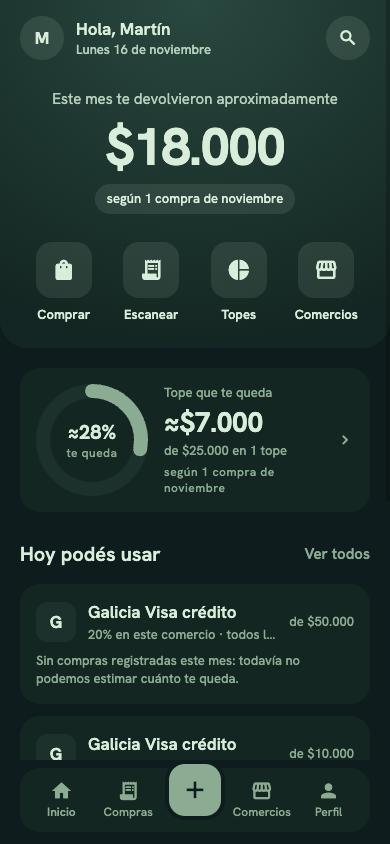 M
Hola, Martín
Lunes 16 de noviembre
Este mes te devolvieron aproximadamente
$18.000
según 1 compra de noviembre
Comprar
Escanear
Topes
Comercios
≈28%
te queda
Tope que te queda
≈$7.000
de $25.000 en 1 tope
según 1 compra de
noviembre
Hoy podés usar
Ver todos
G
Galicia Visa crédito
20% en este comercio · todos l...
de $50.000
Sin compras registradas este mes: todavía no
podemos estimar cuánto te queda.
G
Galicia Visa crédito
de $10.000
Inicio
Compras
+
Comercios
Perfil